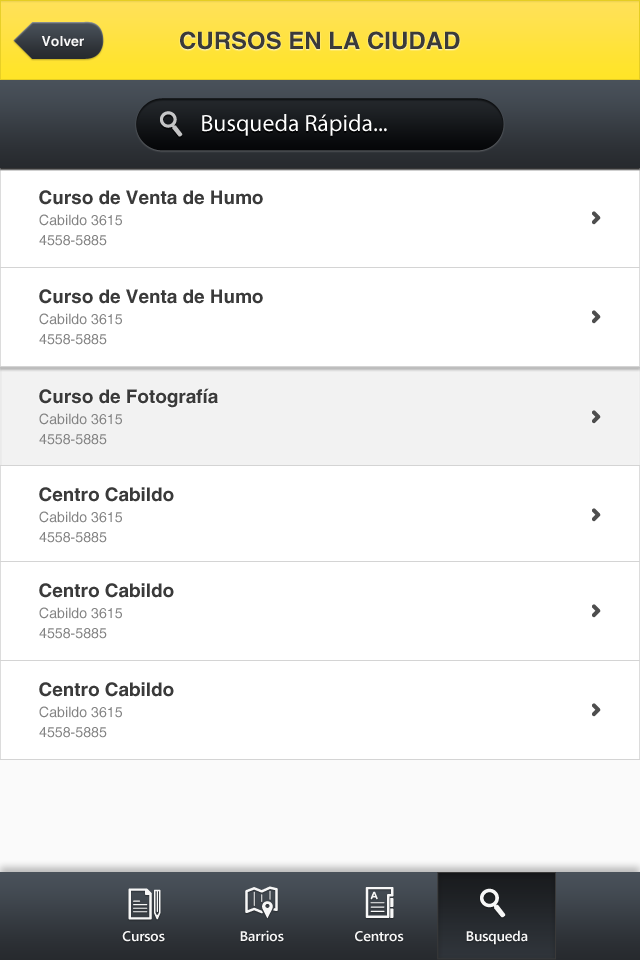 Volver
CURSOS EN LA CIUDAD
Busqueda Rápida...
Curso de Venta de Humo
Cabildo 3615
4558-5885
Curso de Venta de Humo
Cabildo 3615
4558-5885
Curso de Fotografía
Cabildo 3615
4558-5885
Centro Cabildo
Cabildo 3615
4558-5885
Centro Cabildo
Cabildo 3615
4558-5885
Centro Cabildo
Cabildo 3615
4558-5885
A
Cursos
Barrios
Centros
Busqueda